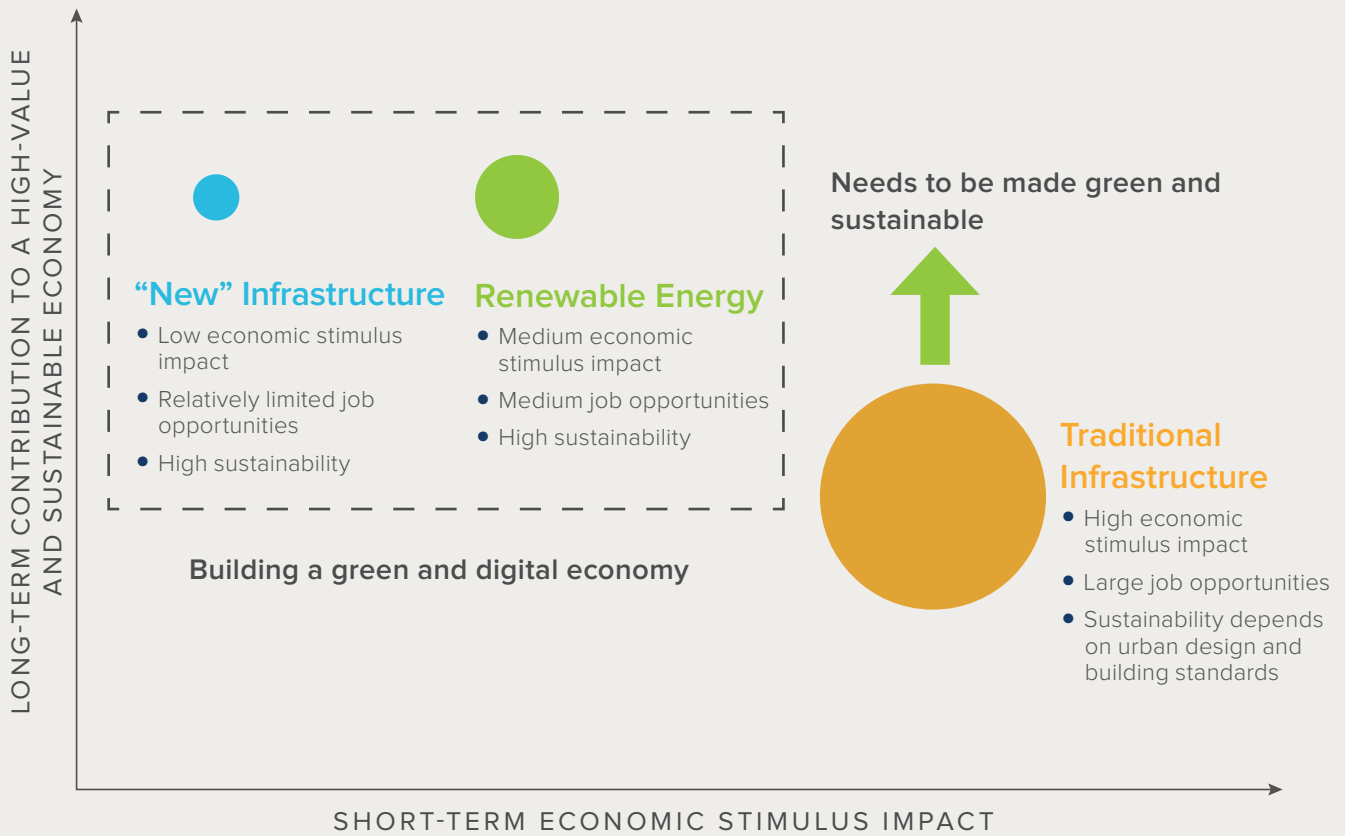 LONG-TERM CONTRIBUTION TO A HIGH-VALUE
AND SUSTAINABLE ECONOMY
“New” Infrastructure
• Low economic stimulus
impact
• Relatively limited job
opportunities
• High sustainability
Renewable Energy
• Medium economic
stimulus impact
• Medium job opportunities
• High sustainability
Building a green and digital economy
Needs to be made green and
sustainable
Traditional
Infrastructure
• High economic
stimulus impact
• Large job opportunities
• Sustainability depends
on urban design and
building standards
SHORT-TERM ECONOMIC STIMULUS IMPACT